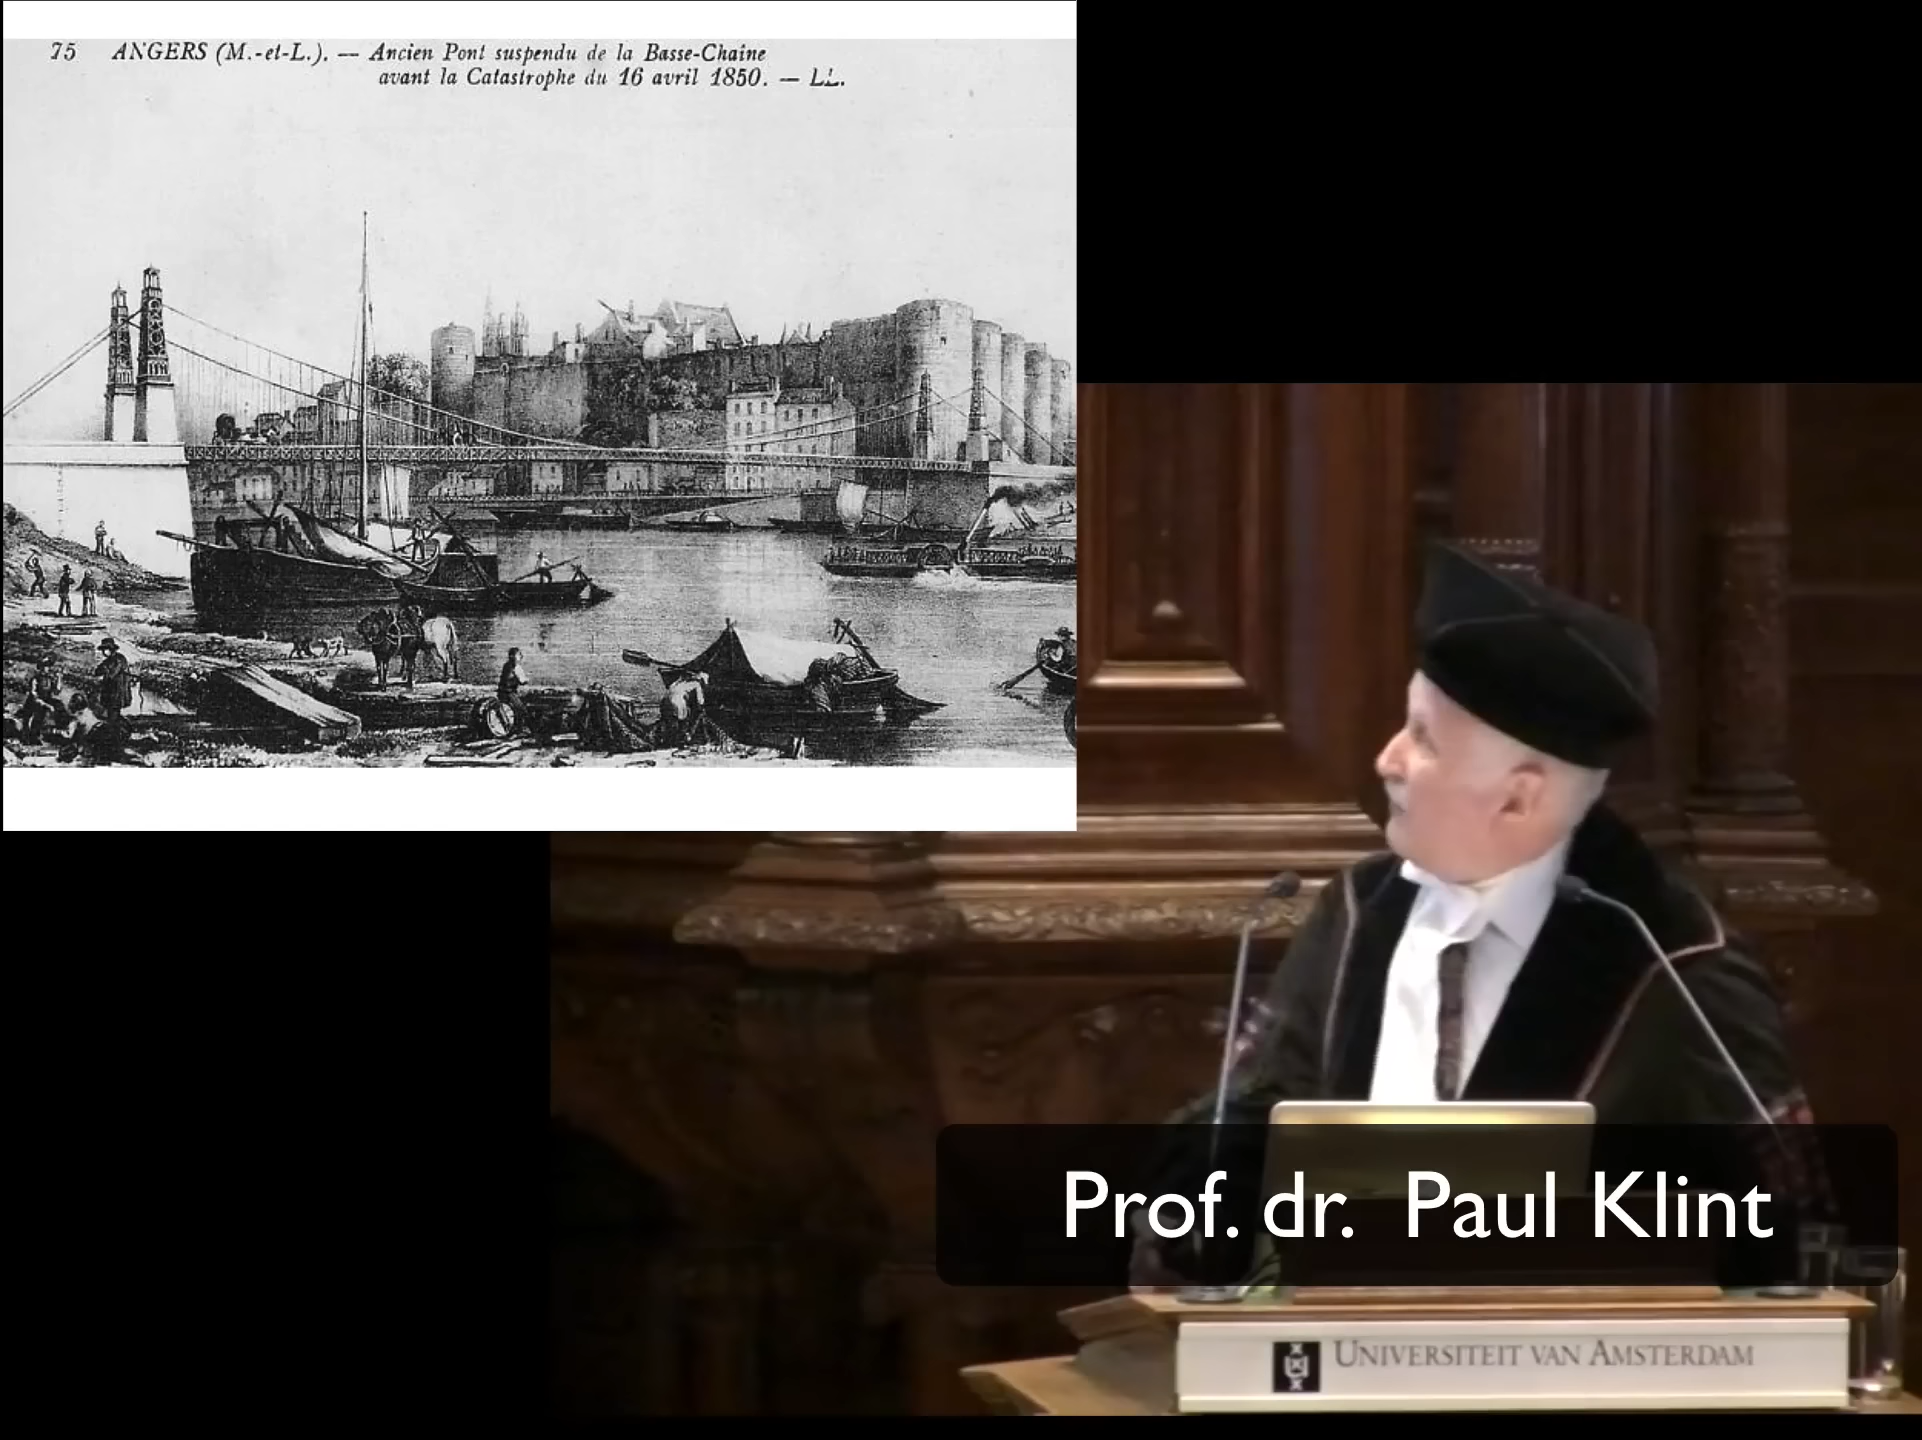 75 ANGERS (M.-et-L.). — Ancien Pont suspendu de la Basse-Chaîne
avant la Catastrophe du 16 avril 1850. — LL.
Prof. dr. Paul Klint
UNIVERSITEIT VAN AMSTERDAM